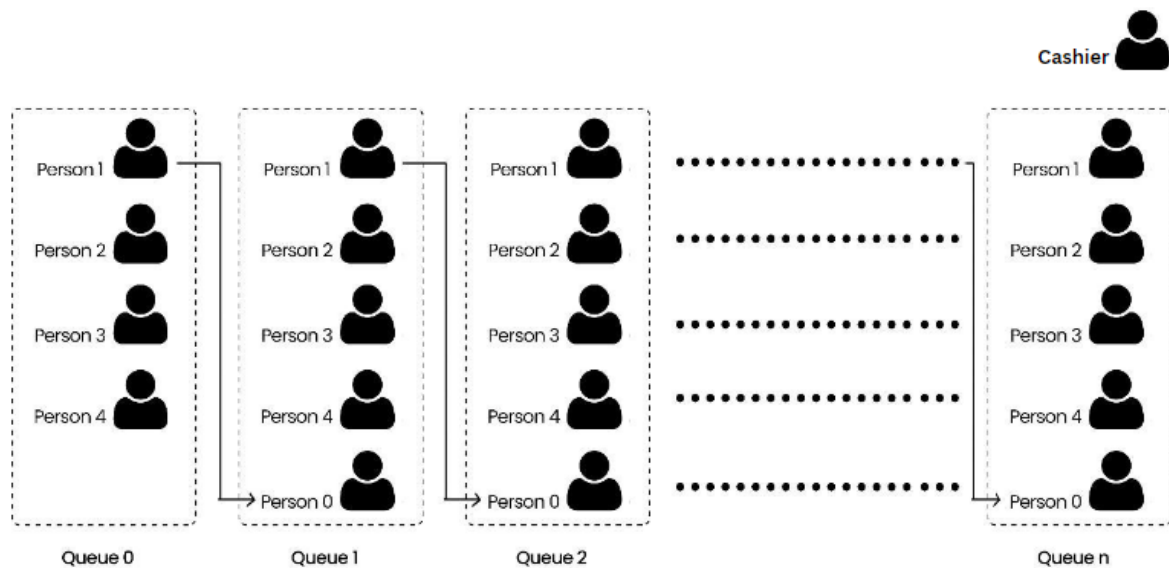 Cashier
Person 1 Person 1 Person 1 Person 1
Person 2 Person 2 Person 2 Person 2
Person 3 Person 3 Person 3 Person 3
Person 4 Person 4 Person 4 Person 4
Person 0 Person 0 Person 0
Queue 0 Queue 1 Queue 2 Queue n